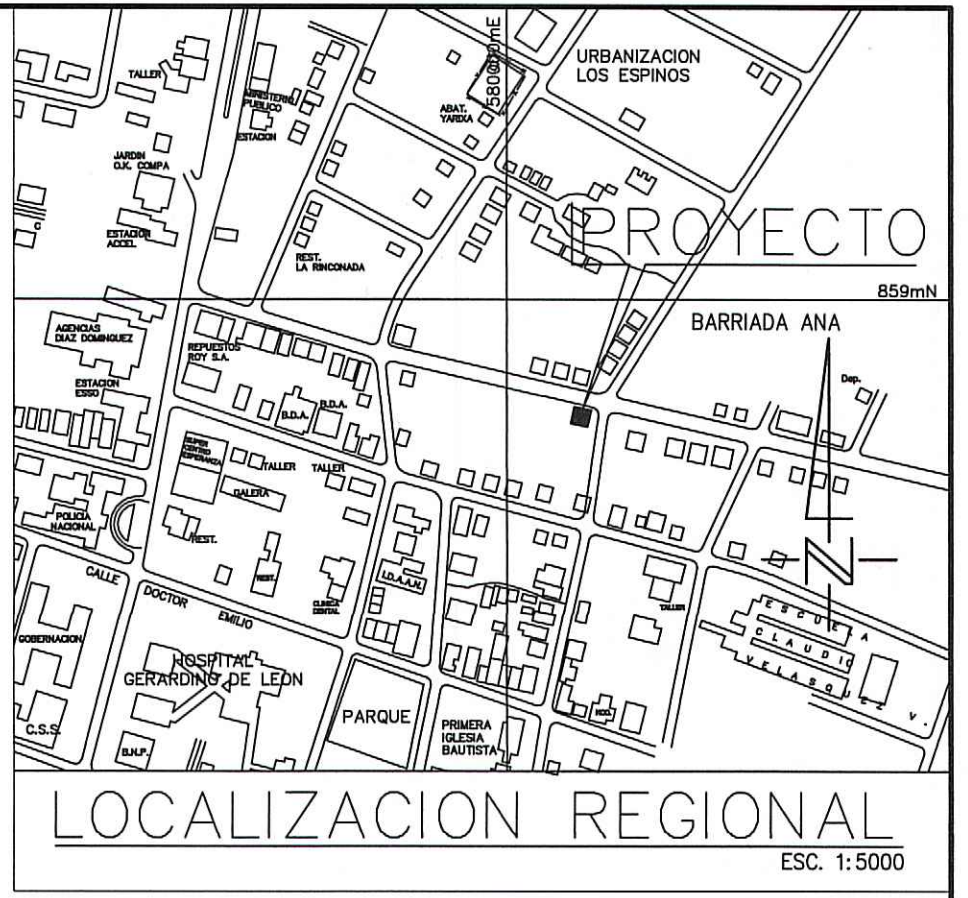 URBANIZACION
LOS ESPINOS
TALLER
MINISTERIO
PUBLICO
ESTACION
ABAT.
YARIXA
JARDIN
O.K. COMPA
ESTACION
ACCEL
REST.
LA RINCONADA
PROYECTO
859mN
BARRIADA ANA
AGENCIAS
DIAZ DOMINGUEZ
REPUESTOS
ROY S.A.
ESTACION
ESSO
B.D.A.
B.D.A.
Dep.
SUPER
CENTRO
ESPERANZA
TALLER
TALLER
GALERA
POLICIA
NACIONAL
REST.
REST.
CLINICA
DENTAL
I.D.A.A.N.
N
CALLE DOCTOR EMILIO
TALLER
ESCUELA
CLAUDIO
VELASQUEZ V.
GOBERNACION
HOSPITAL
GERARDINO DE LEON
PARQUE
PRIMERA
IGLESIA
BAUTISTA
C.S.S.
B.N.P.
LOCALIZACION REGIONAL
ESC. 1:5000